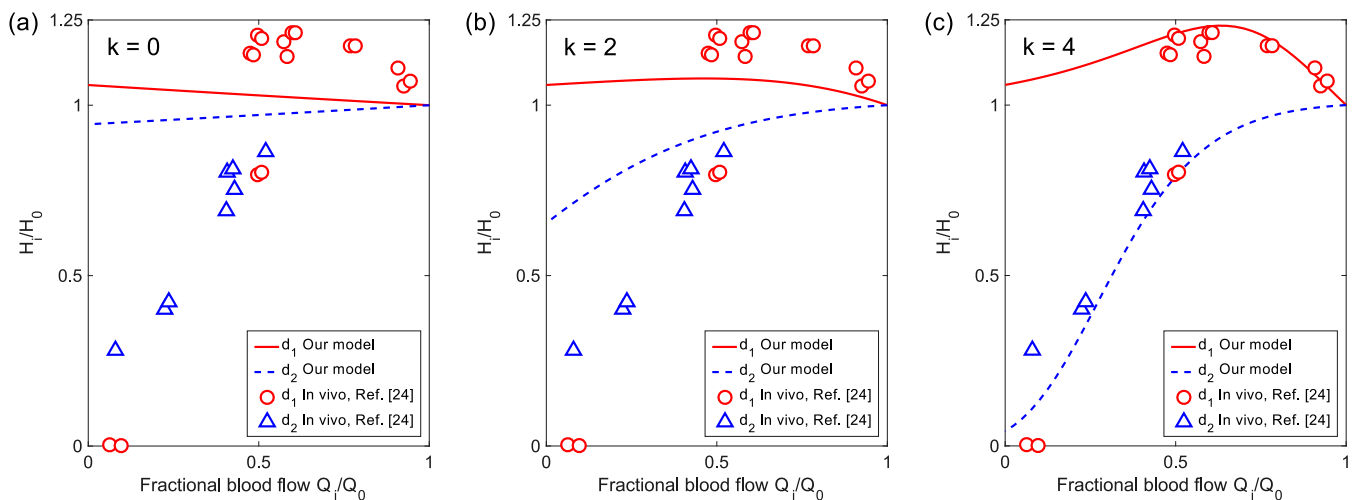 (a)
k = 0
1.25
1
0.5
0
H_i/H_0
0
0.5
1
Fractional blood flow Q_i/Q_0
d_1 Our model
d_2 Our model
d_1 In vivo, Ref. [24]
d_2 In vivo, Ref. [24]
(b)
k = 2
1.25
1
0.5
0
H_i/H_0
0
0.5
1
Fractional blood flow Q_i/Q_0
d_1 Our model
d_2 Our model
d_1 In vivo, Ref. [24]
d_2 In vivo, Ref. [24]
(c)
k = 4
1.25
1
0.5
0
H_i/H_0
0
0.5
1
Fractional blood flow Q_i/Q_0
d_1 Our model
d_2 Our model
d_1 In vivo, Ref. [24]
d_2 In vivo, Ref. [24]